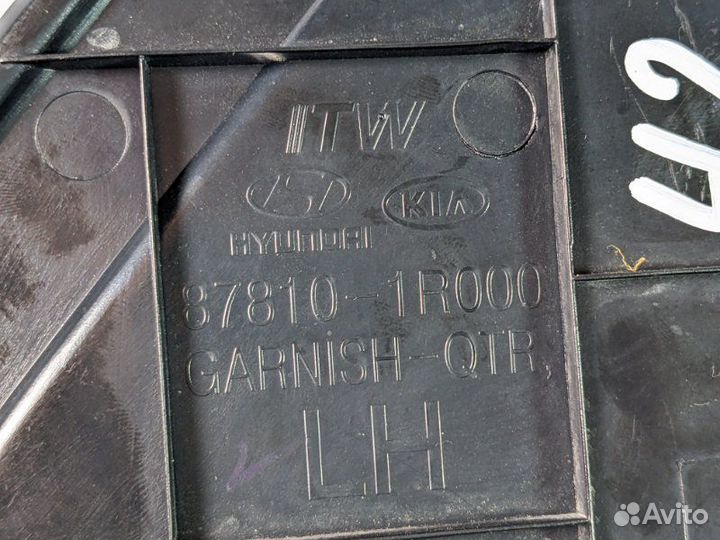 ITW
KIA
HYUNDAI
87810-1R000
GARNISH-QTR,
LH
Avito